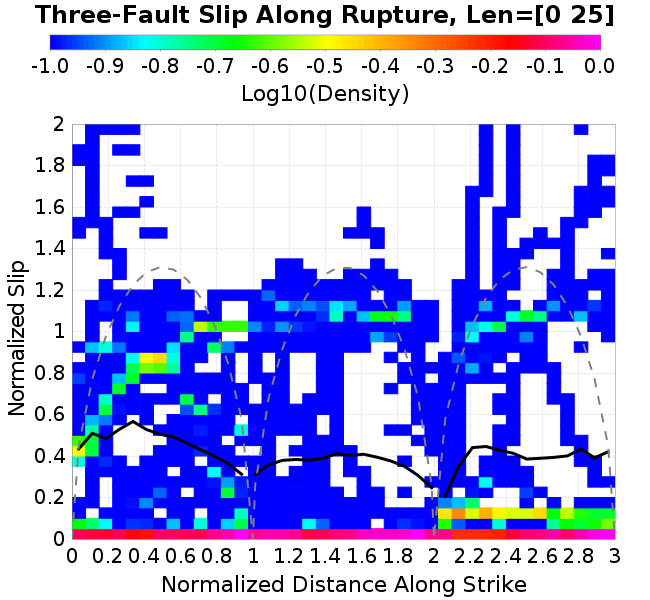 Three-Fault Slip Along Rupture, Len=[0 25]
-1.0 -0.9 -0.8 -0.7 -0.6 -0.5 -0.4 -0.3 -0.2 -0.1 0.0
Log10(Density)
2
1.8
1.6
1.4
1.2
1
0.8
0.6
0.4
0.2
0
Normalized Slip
0 0.2 0.4 0.6 0.8 1 1.2 1.4 1.6 1.8 2 2.2 2.4 2.6 2.8 3
Normalized Distance Along Strike